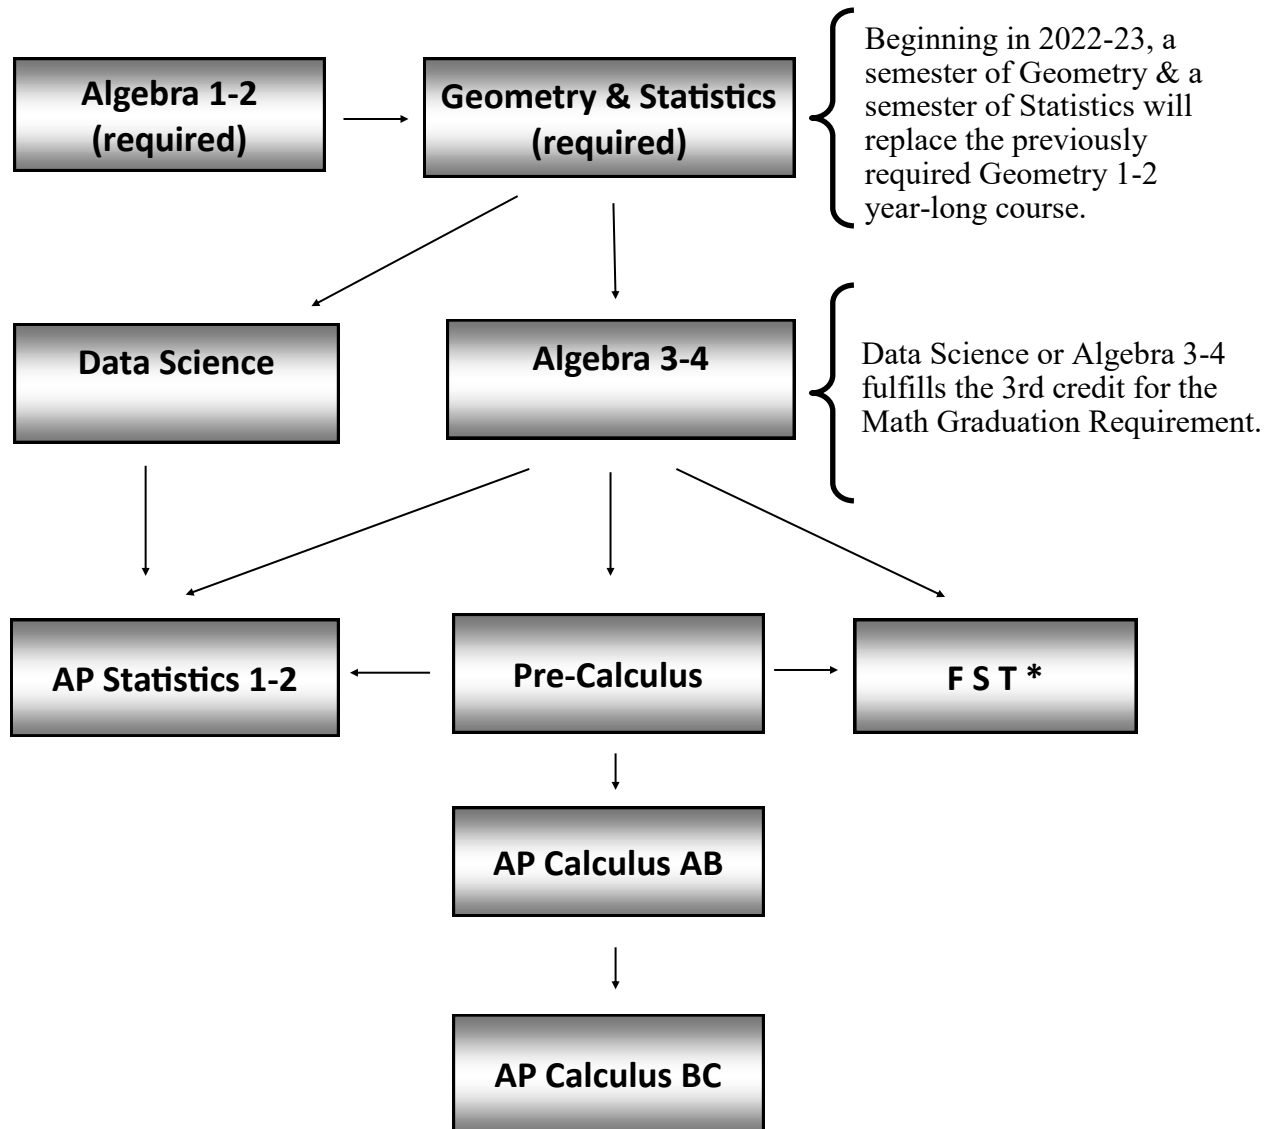 Algebra 1-2
(required)
Geometry & Statistics
(required)
Beginning in 2022-23, a
semester of Geometry & a
semester of Statistics will
replace the previously
required Geometry 1-2
year-long course.
Data Science
Algebra 3-4
Data Science or Algebra 3-4
fulfills the 3rd credit for the
Math Graduation Requirement.
AP Statistics 1-2
Pre-Calculus
F S T *
AP Calculus AB
AP Calculus BC